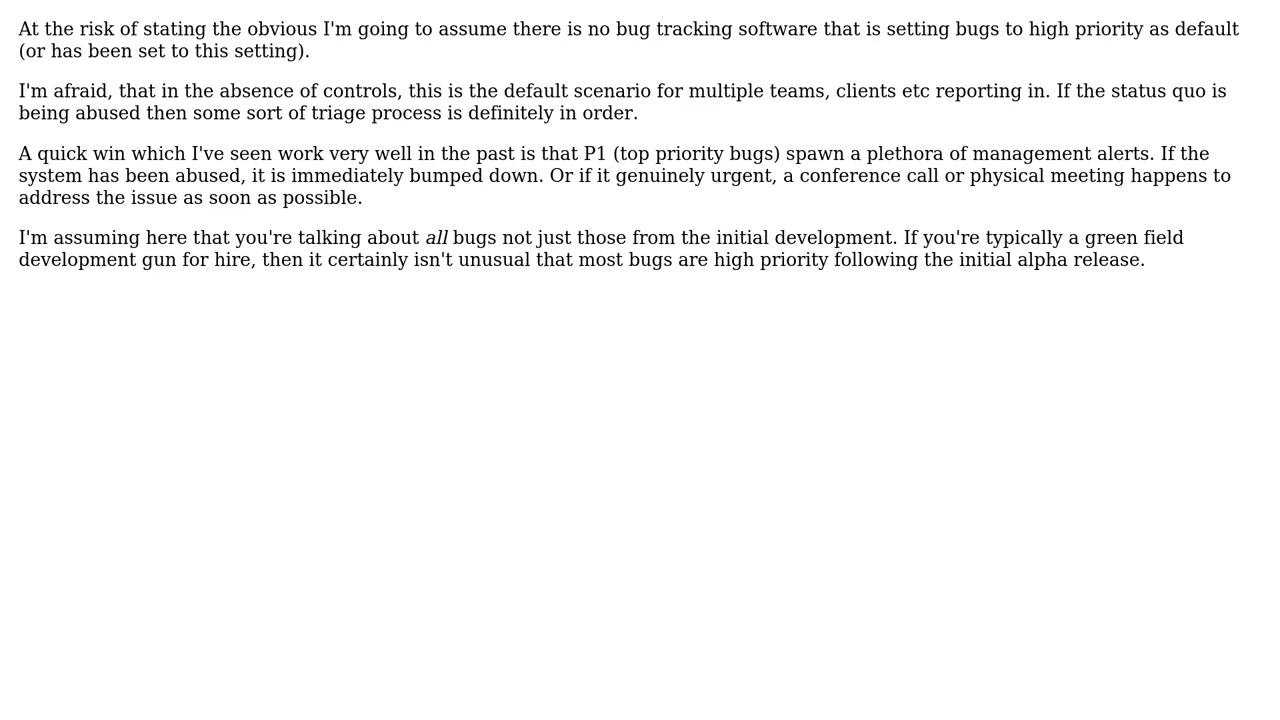 At the risk of stating the obvious I'm going to assume there is no bug tracking software that is setting bugs to high priority as default
(or has been set to this setting).
I'm afraid, that in the absence of controls, this is the default scenario for multiple teams, clients etc reporting in. If the status quo is
being abused then some sort of triage process is definitely in order.
A quick win which I've seen work very well in the past is that P1 (top priority bugs) spawn a plethora of management alerts. If the
system has been abused, it is immediately bumped down. Or if it genuinely urgent, a conference call or physical meeting happens to
address the issue as soon as possible.
I'm assuming here that you're talking about all bugs not just those from the initial development. If you're typically a green field
development gun for hire, then it certainly isn't unusual that most bugs are high priority following the initial alpha release.